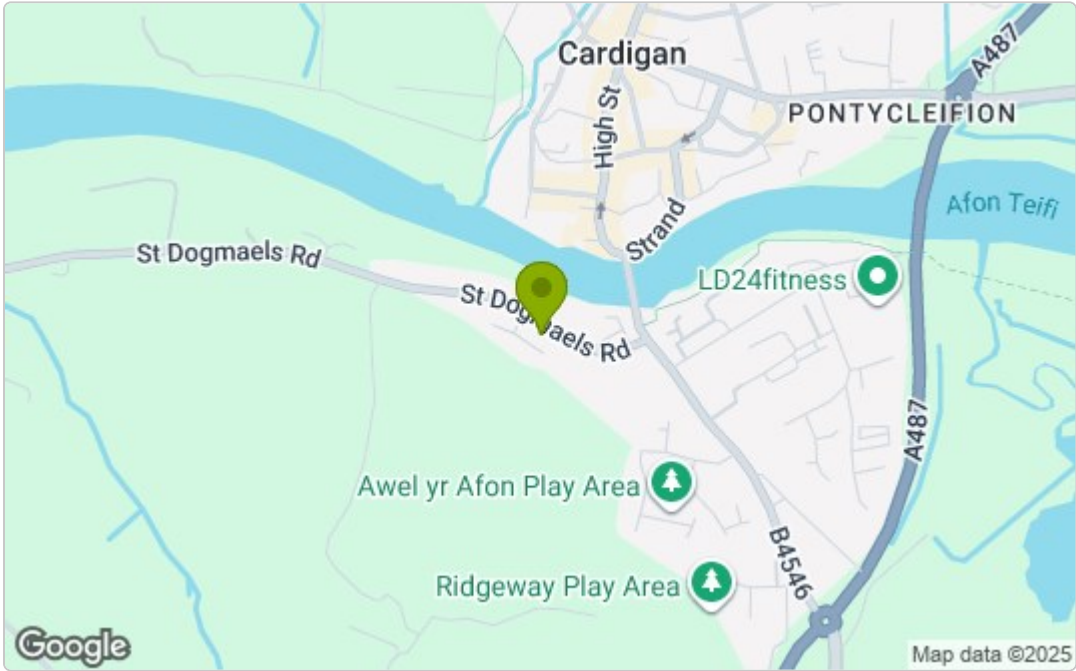 Cardigan
A487
PONTYCLEIFION
High St
Afon Teifi
Strand
St Dogmaels Rd
LD24fitness
St Dogmaels Rd
A487
Awel yr Afon Play Area
B4546
Ridgeway Play Area
Google
Map data ©2025